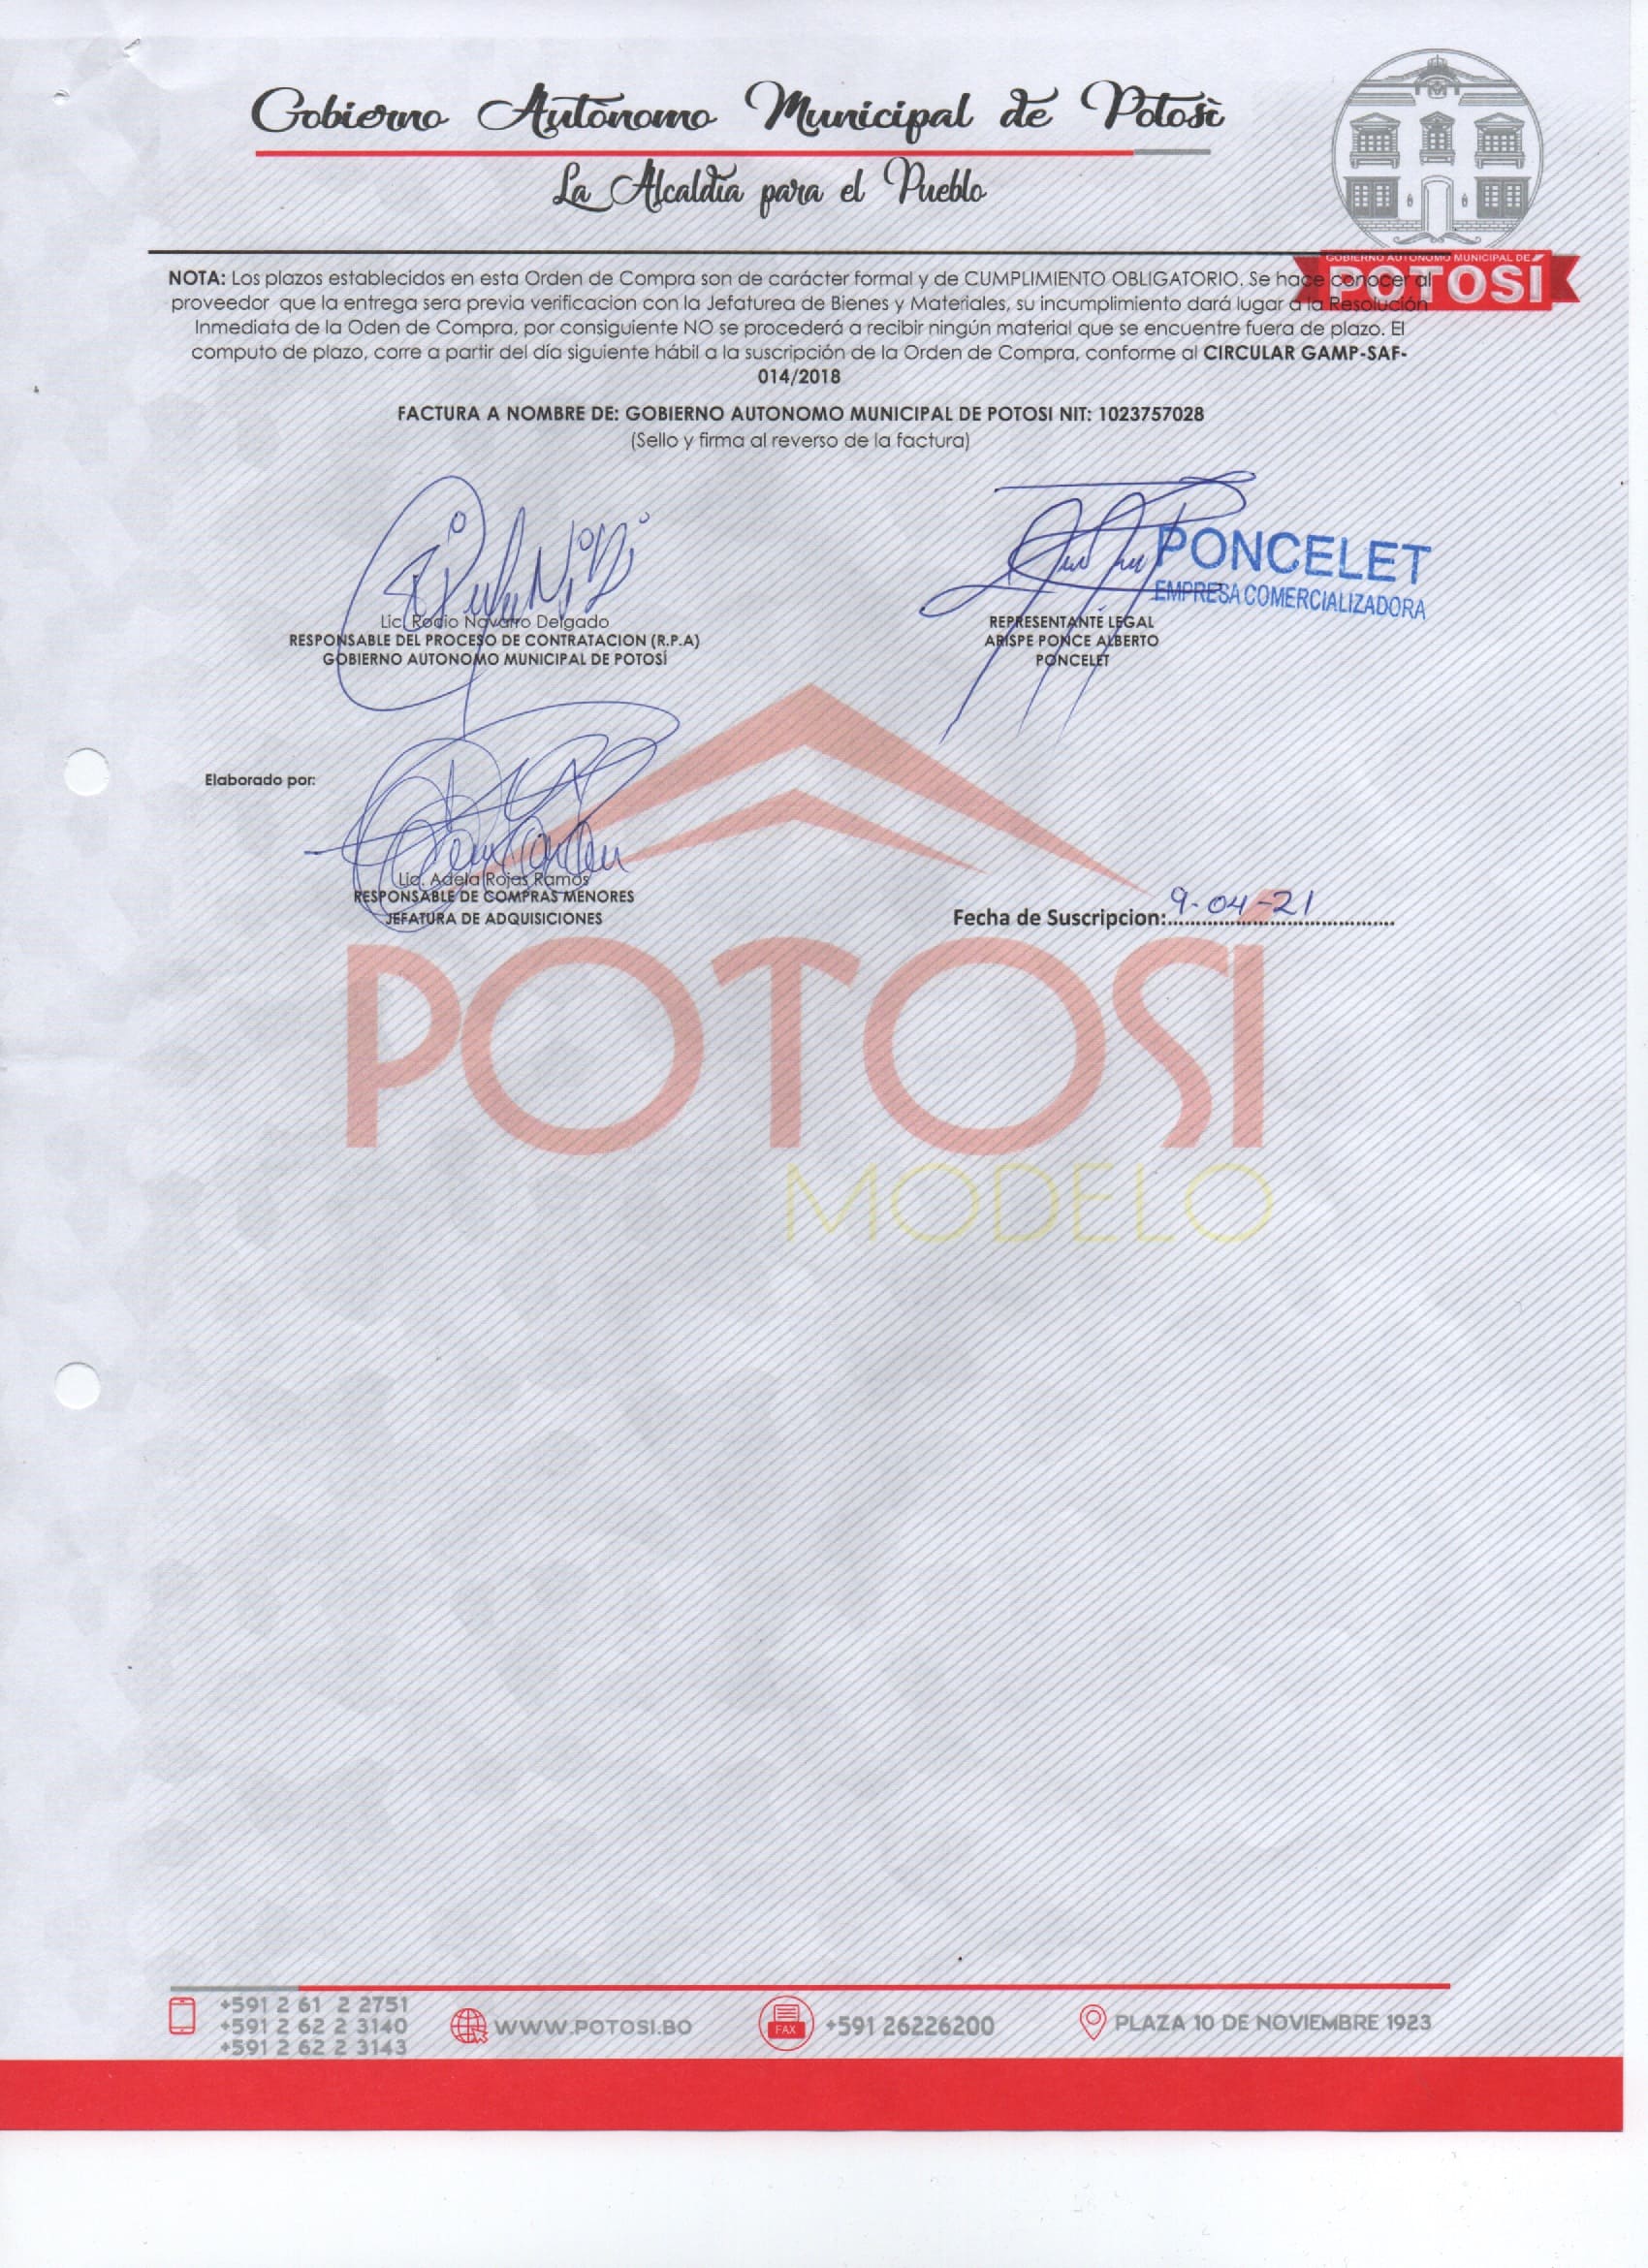 Gobierno Autònomo Municipal de Potosì
La Alcaldía para el Pueblo
GOBIERNO AUTONOMO MUNICIPAL DE
POTOSÍ
NOTA: Los plazos establecidos en esta Orden de Compra son de carácter formal y de CUMPLIMIENTO OBLIGATORIO. Se hace conocer al
proveedor que la entrega sera previa verificacion con la Jefaturea de Bienes y Materiales, su incumplimiento dará lugar a la Resolución
Inmediata de la Oden de Compra, por consiguiente NO se procederá a recibir ningún material que se encuentre fuera de plazo. El
computo de plazo, corre a partir del día siguiente hábil a la suscripción de la Orden de Compra, conforme al CIRCULAR GAMP-SAF-
014/2018
FACTURA A NOMBRE DE: GOBIERNO AUTONOMO MUNICIPAL DE POTOSI NIT: 1023757028
(Sello y firma al reverso de la factura)
PONCELET
EMPRESA COMERCIALIZADORA
Lic. Rocio Navarro Delgado
RESPONSABLE DEL PROCESO DE CONTRATACION (R.P.A)
GOBIERNO AUTONOMO MUNICIPAL DE POTOSÍ
REPRESENTANTE LEGAL
ARISPE PONCE ALBERTO
PONCELET
Elaborado por:
Lic. Adela Rojas Ramos
RESPONSABLE DE COMPRAS MENORES
JEFATURA DE ADQUISICIONES
Fecha de Suscripcion:9-04-21
POTOSI
MODELO
+591 2 61 2 2751
+591 2 62 2 3140
+591 2 62 2 3143
WWW.POTOSI.BO
FAX
+591 26226200
PLAZA 10 DE NOVIEMBRE 1923